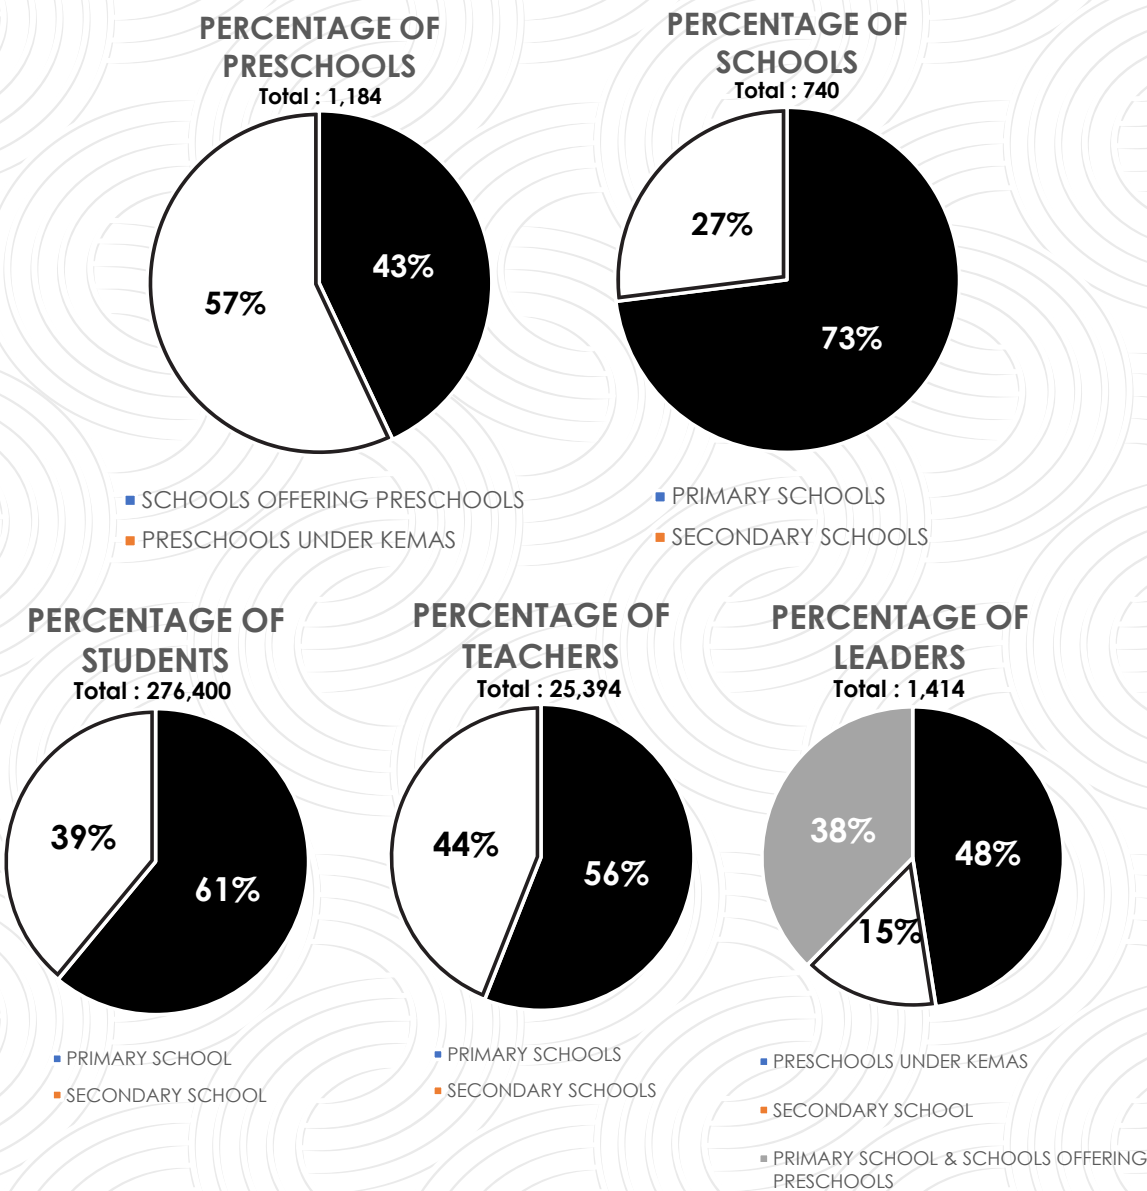 PERCENTAGE OF
PRESCHOOLS
Total : 1,184
43%
57%
SCHOOLS OFFERING PRESCHOOLS
PRESCHOOLS UNDER KEMAS
PERCENTAGE OF
SCHOOLS
Total : 740
27%
73%
PRIMARY SCHOOLS
SECONDARY SCHOOLS
PERCENTAGE OF
STUDENTS
Total : 276,400
39%
61%
PRIMARY SCHOOL
SECONDARY SCHOOL
PERCENTAGE OF
TEACHERS
Total : 25,394
44%
56%
PRIMARY SCHOOLS
SECONDARY SCHOOLS
PERCENTAGE OF
LEADERS
Total : 1,414
38%
48%
15%
PRESCHOOLS UNDER KEMAS
SECONDARY SCHOOL
PRIMARY SCHOOL & SCHOOLS OFFERING
PRESCHOOLS